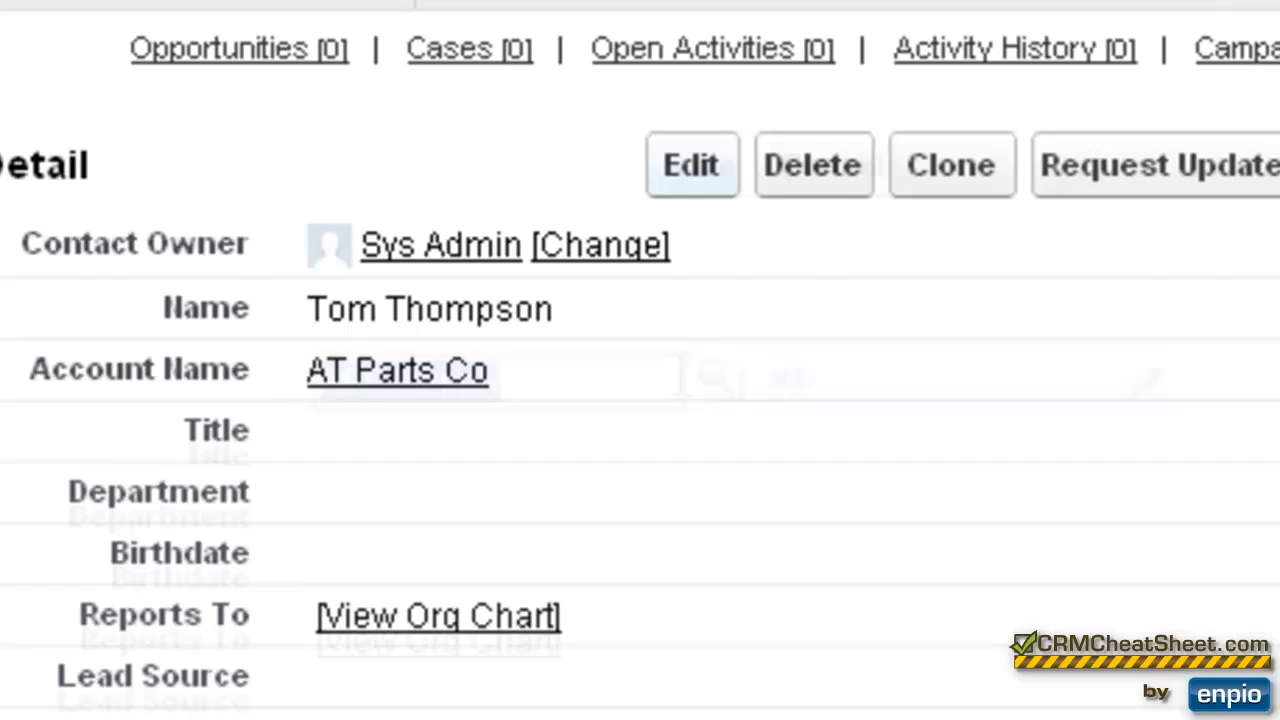 Opportunities [0] | Cases [0] | Open Activities [0] | Activity History [0] | Campa
Detail Edit Delete Clone Request Update
Contact Owner Sys Admin [Change]
Name Tom Thompson
Account Name AT Parts Co
Title
Department
Birthdate
Reports To [View Org Chart]
Lead Source
CRMCheatSheet.com
by enpio